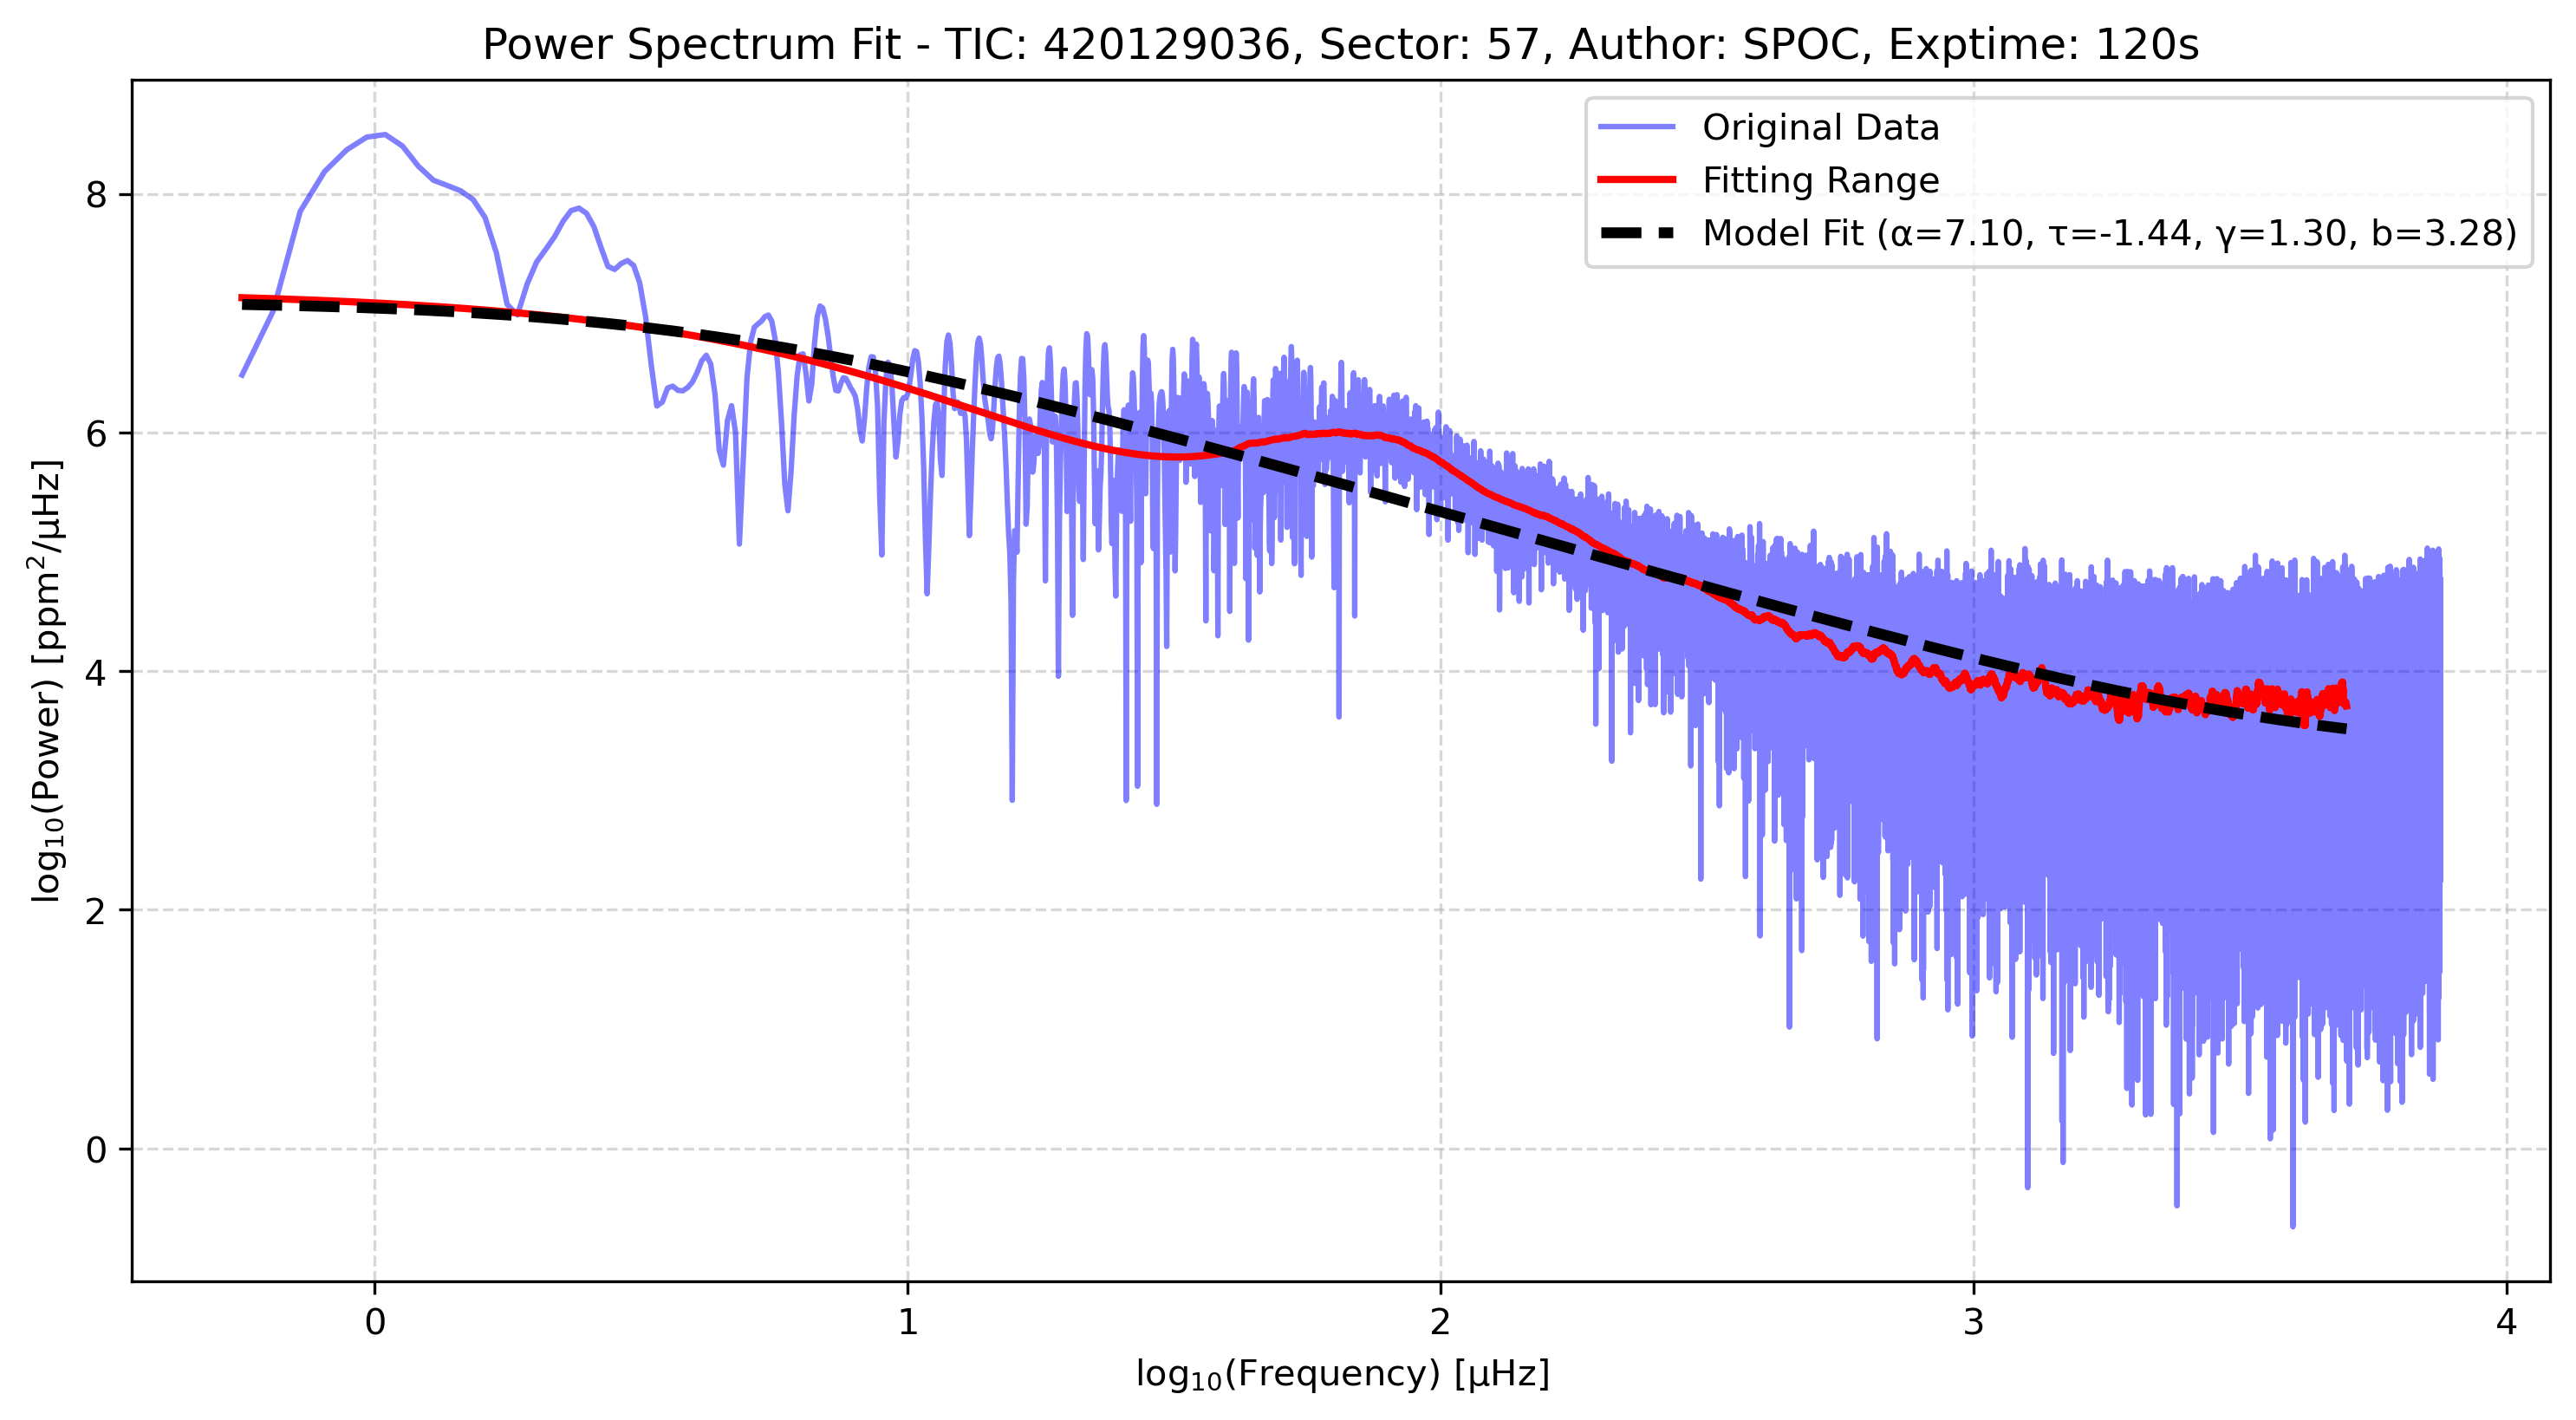 Power Spectrum Fit - TIC: 420129036, Sector: 57, Author: SPOC, Exptime: 120s
Original Data
Fitting Range
Model Fit (α=7.10, τ=-1.44, γ=1.30, b=3.28)
log₁₀(Power) [ppm²/μHz]
8
6
4
2
0
0 1 2 3 4
log₁₀(Frequency) [μHz]